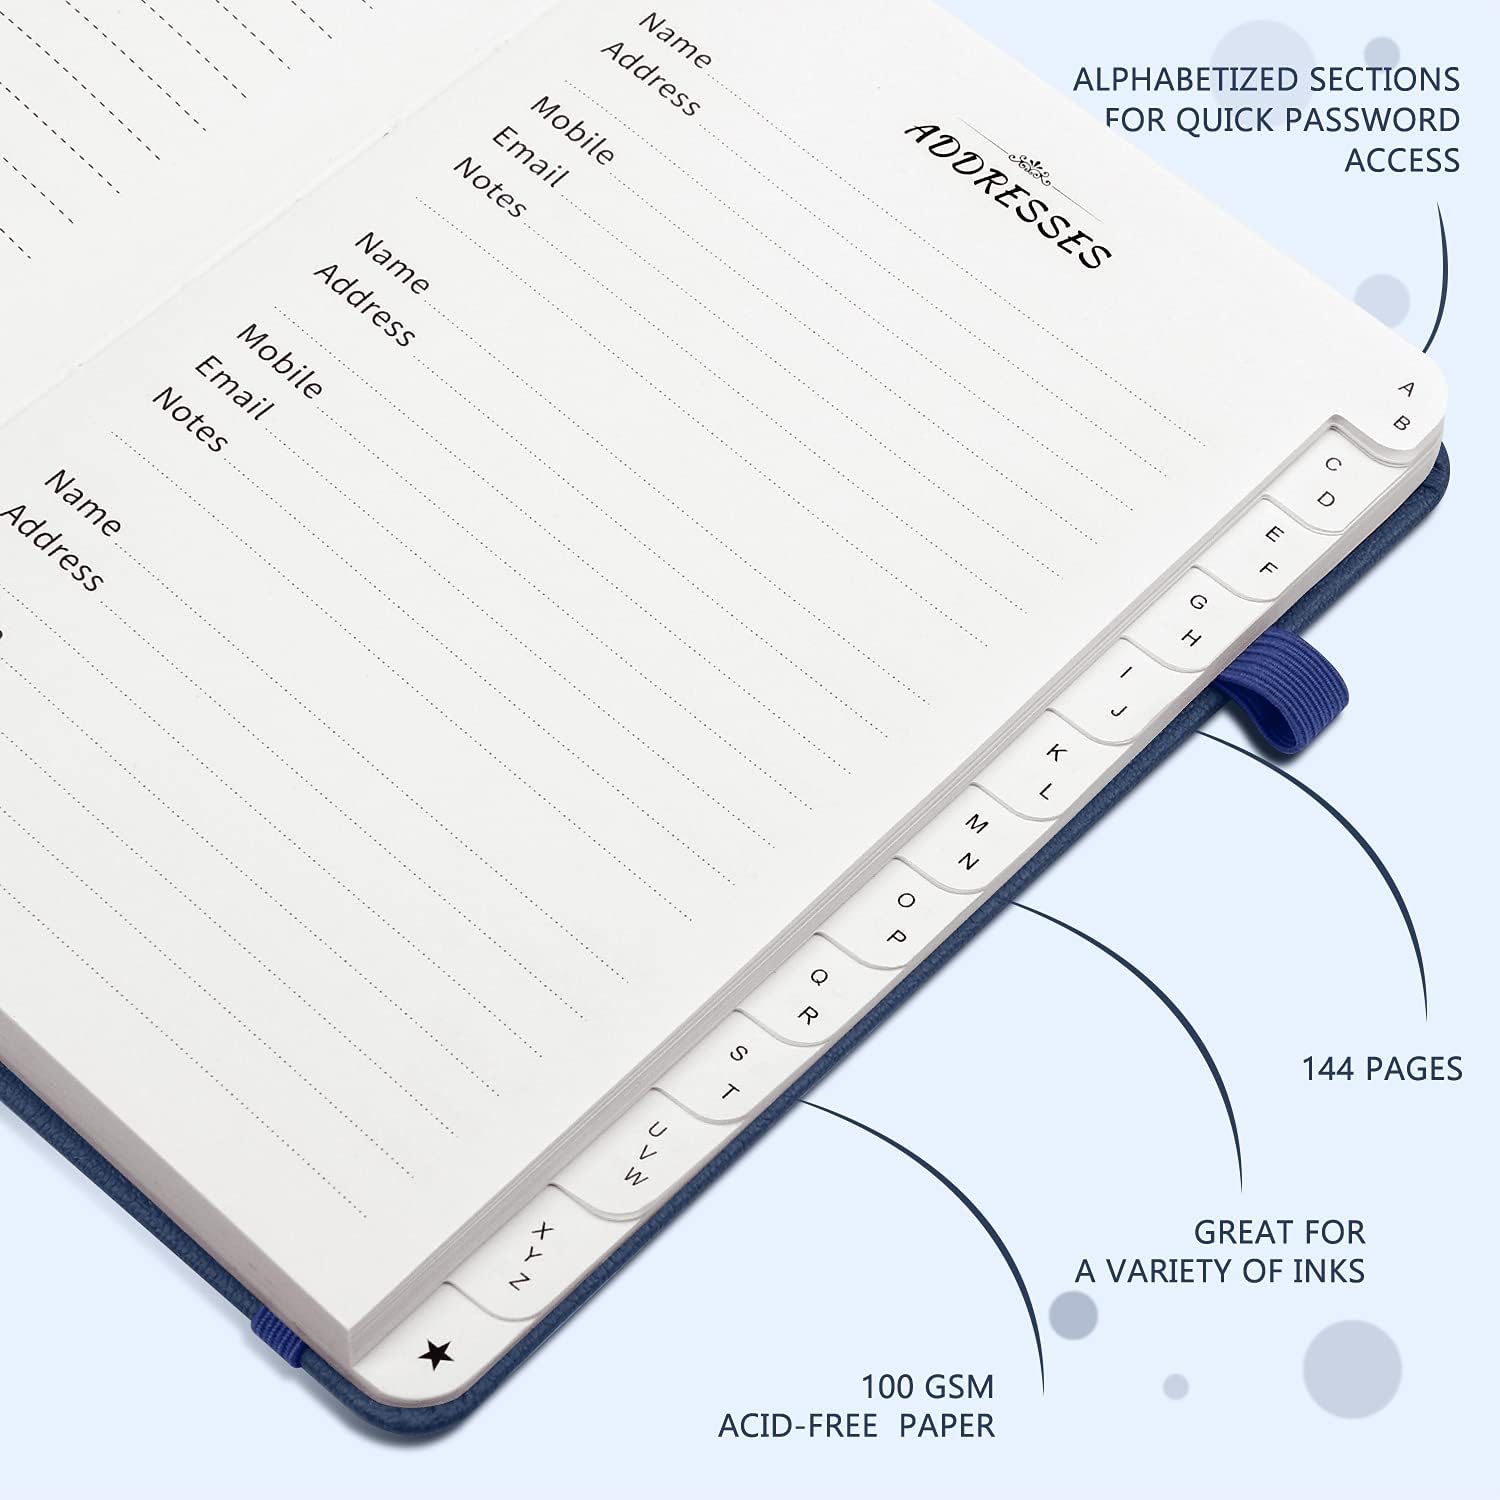 ALPHABETIZED SECTIONS
FOR QUICK PASSWORD
ACCESS
ADDRESSES
Name
Address
Mobile
Email
Notes
Name
Address
Mobile
Email
Notes
Name
Address
A
B
C
D
E
F
G
H
I
J
K
L
M
N
O
P
Q
R
S
T
U
V
W
X
Y
Z
144 PAGES
GREAT FOR
A VARIETY OF INKS
100 GSM
ACID-FREE PAPER